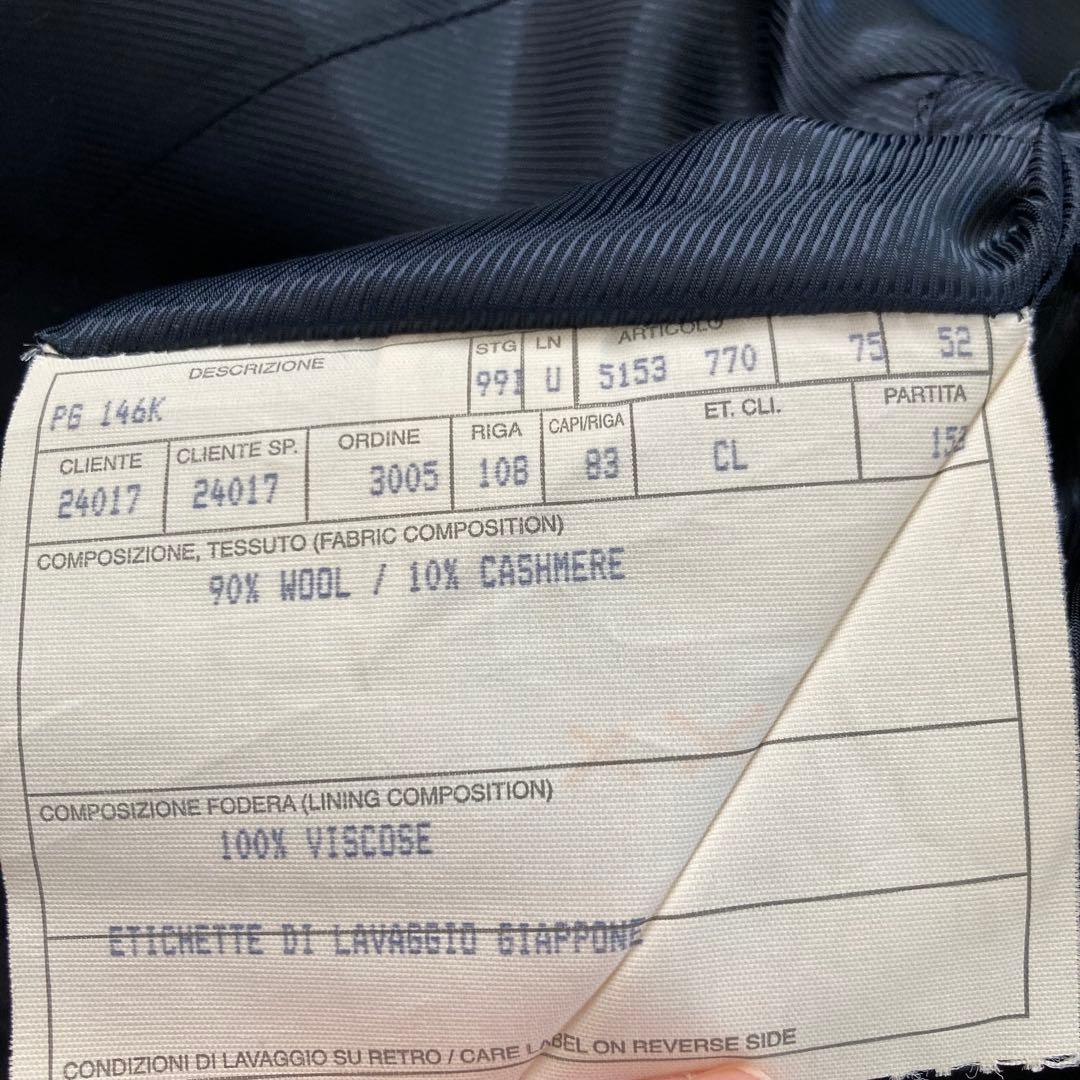 DESCRIZIONE STG LN ARTICOLO
PG 146K 991 U 5153 770 75 52
CLIENTE CLIENTE SP. ORDINE RIGA CAPI/RIGA ET. CLI. PARTITA
24017 24017 3005 108 83 CL
COMPOSIZIONE, TESSUTO (FABRIC COMPOSITION)
90% WOOL / 10% CASHMERE
COMPOSIZIONE FODERA (LINING COMPOSITION)
100% VISCOSE
ETICHETTE DI LAVAGGIO GIAPPONE
CONDIZIONI DI LAVAGGIO SU RETRO / CARE LABEL ON REVERSE SIDE